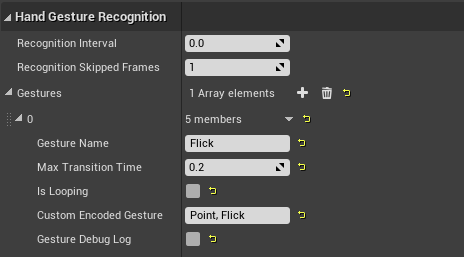 Hand Gesture Recognition
Recognition Interval 0.0
Recognition Skipped Frames 1
Gestures 1 Array elements
0 5 members
Gesture Name Flick
Max Transition Time 0.2
Is Looping
Custom Encoded Gesture Point, Flick
Gesture Debug Log